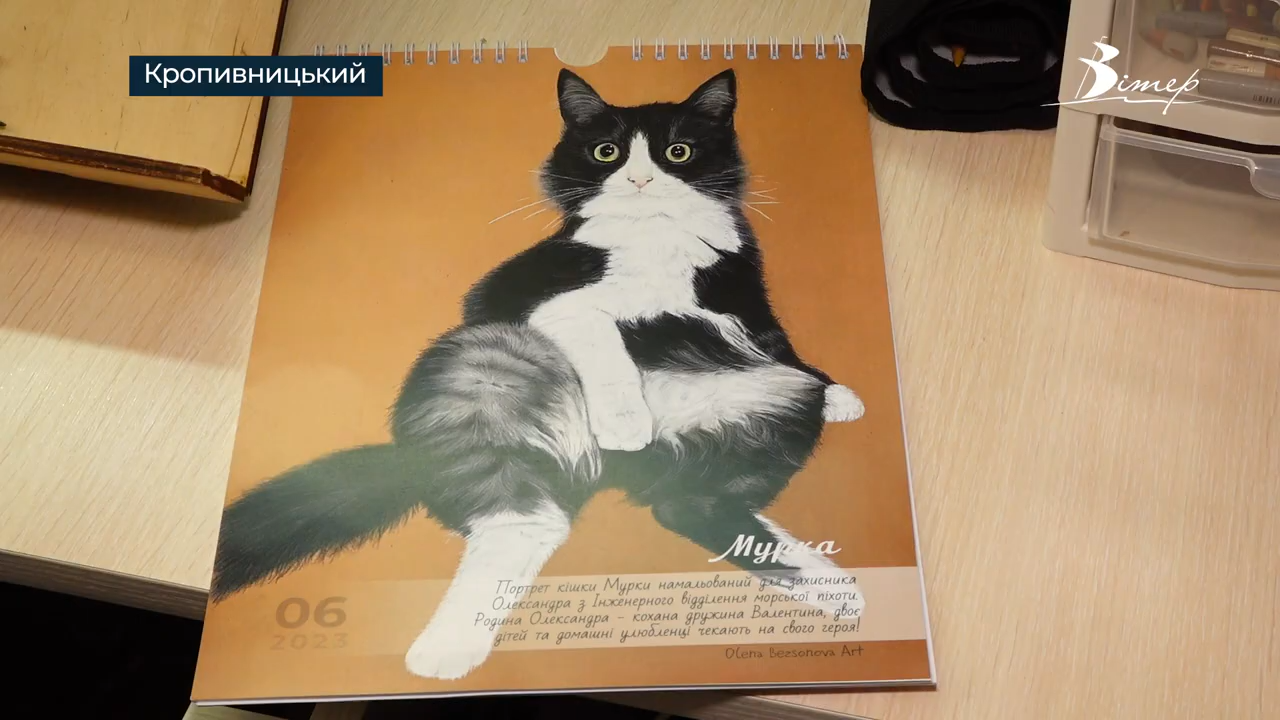 Кропивницький
Вітер
Мурка
Портрет кішки Мурки намальований для захисника
Олександра з Інженерного відділення морської піхоти.
Родина Олександра – кохана дружина Валентина, двоє
дітей та домашні улюбленці чекають на свого героя!
Olena Bezsonova Art
06
2023